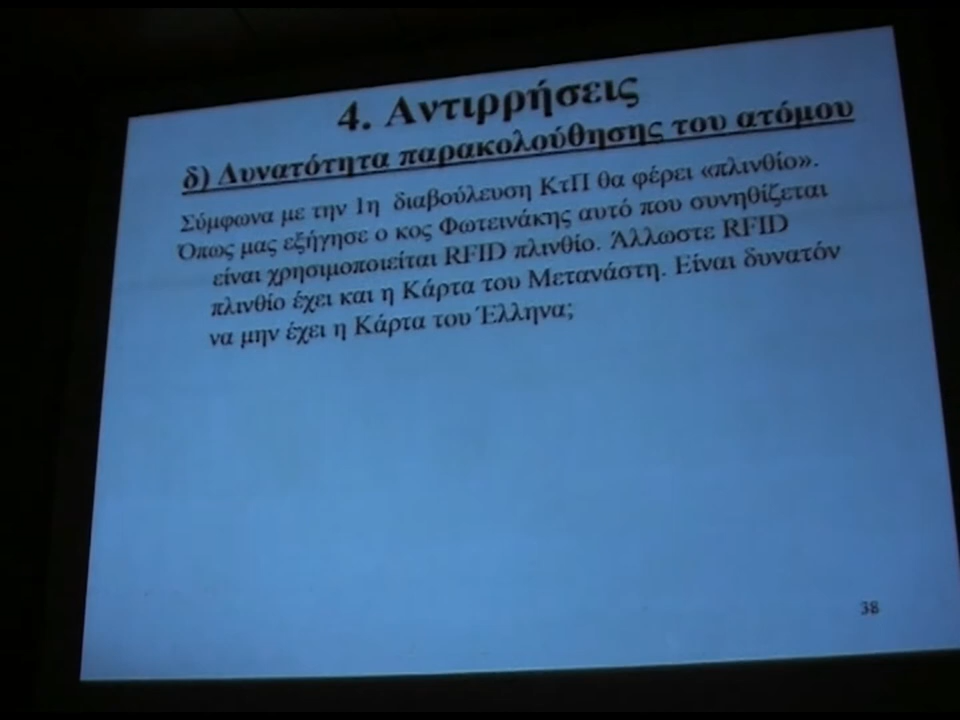 4. Αντιρρήσεις
δ) Δυνατότητα παρακολούθησης του ατόμου
Σύμφωνα με την 1η διαβούλευση ΚτΠ θα φέρει «πλινθίο».
Όπως μας εξήγησε ο κος Φωτεινάκης αυτό που συνηθίζεται
είναι χρησιμοποιείται RFID πλινθίο. Άλλωστε RFID
πλινθίο έχει και η Κάρτα του Μετανάστη. Είναι δυνατόν
να μην έχει η Κάρτα του Έλληνα;
38